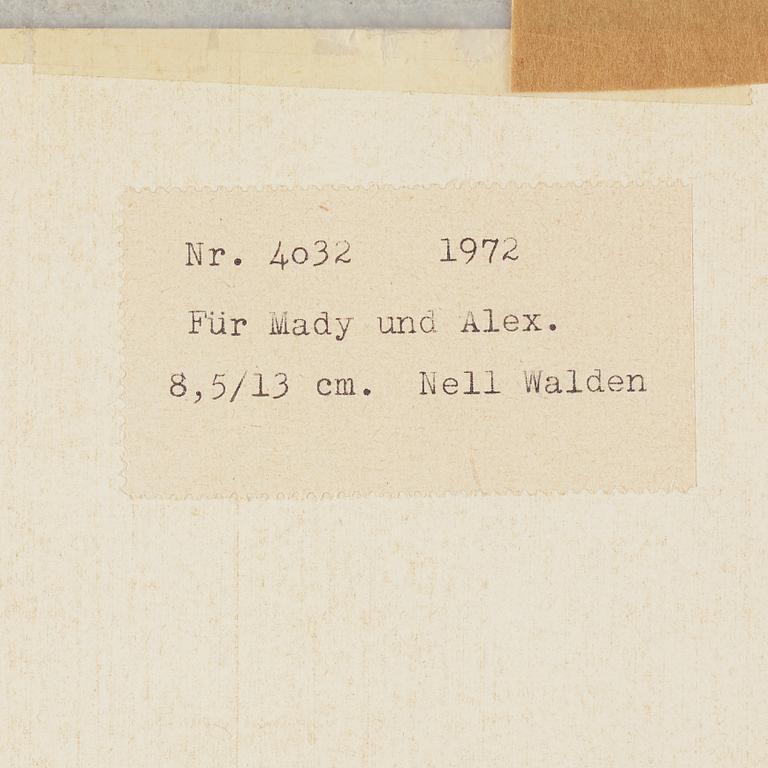 Nr. 4032 1972
Für Mady und Alex.
8,5/13 cm. Nell Walden